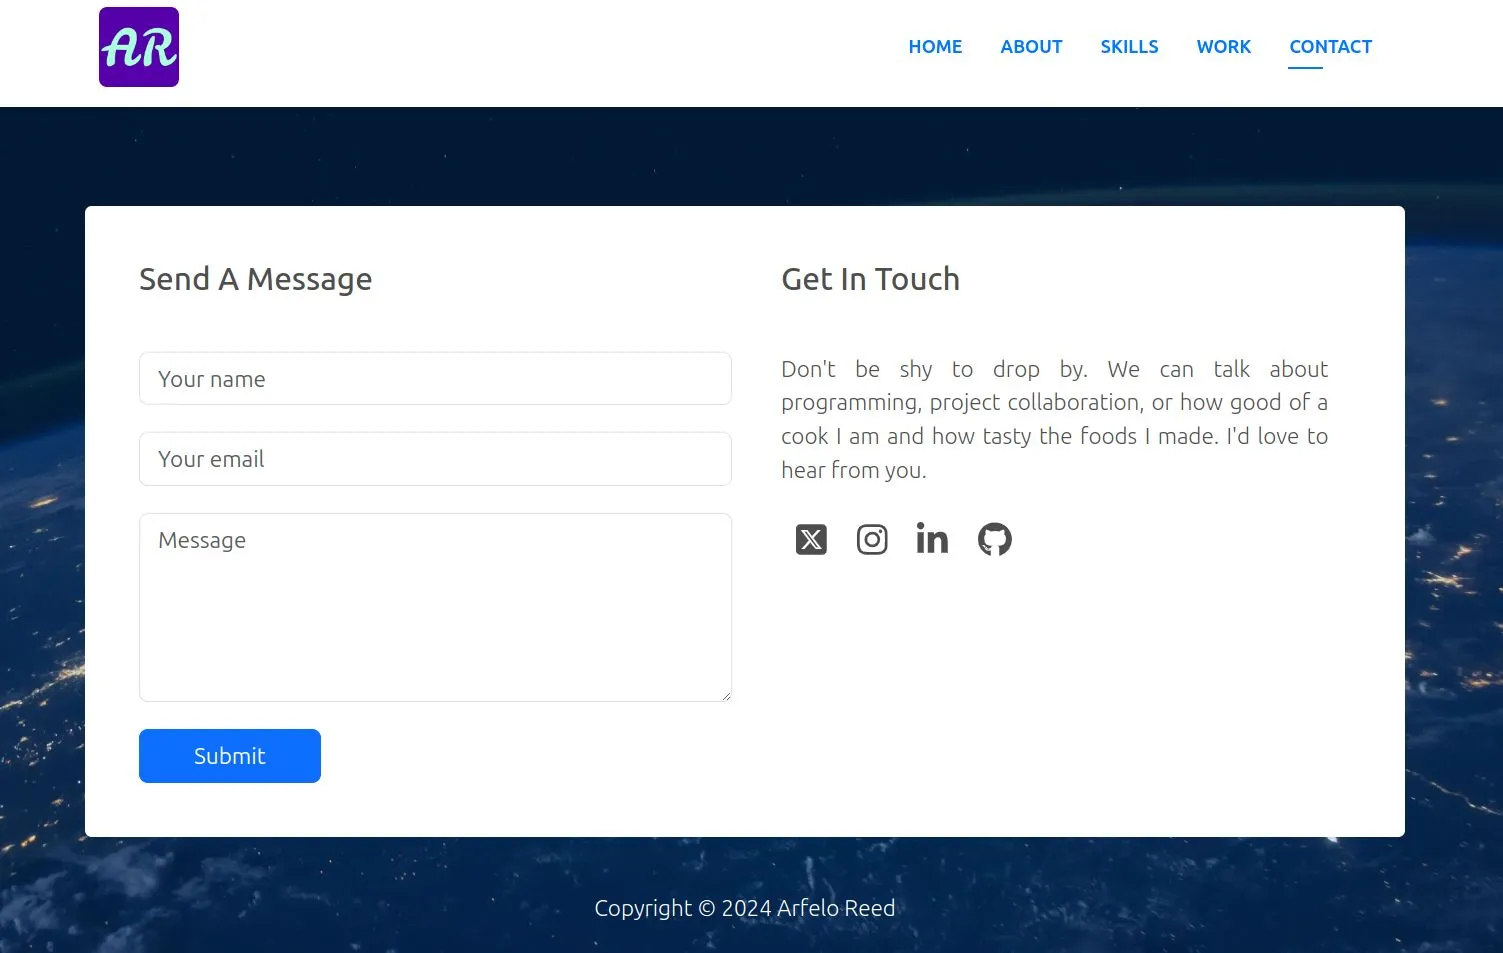 AR
HOME ABOUT SKILLS WORK CONTACT
Send A Message
Your name
Your email
Message
Submit
Get In Touch
Don't be shy to drop by. We can talk about
programming, project collaboration, or how good of a
cook I am and how tasty the foods I made. I'd love to
hear from you.
X
in
Copyright © 2024 Arfelo Reed